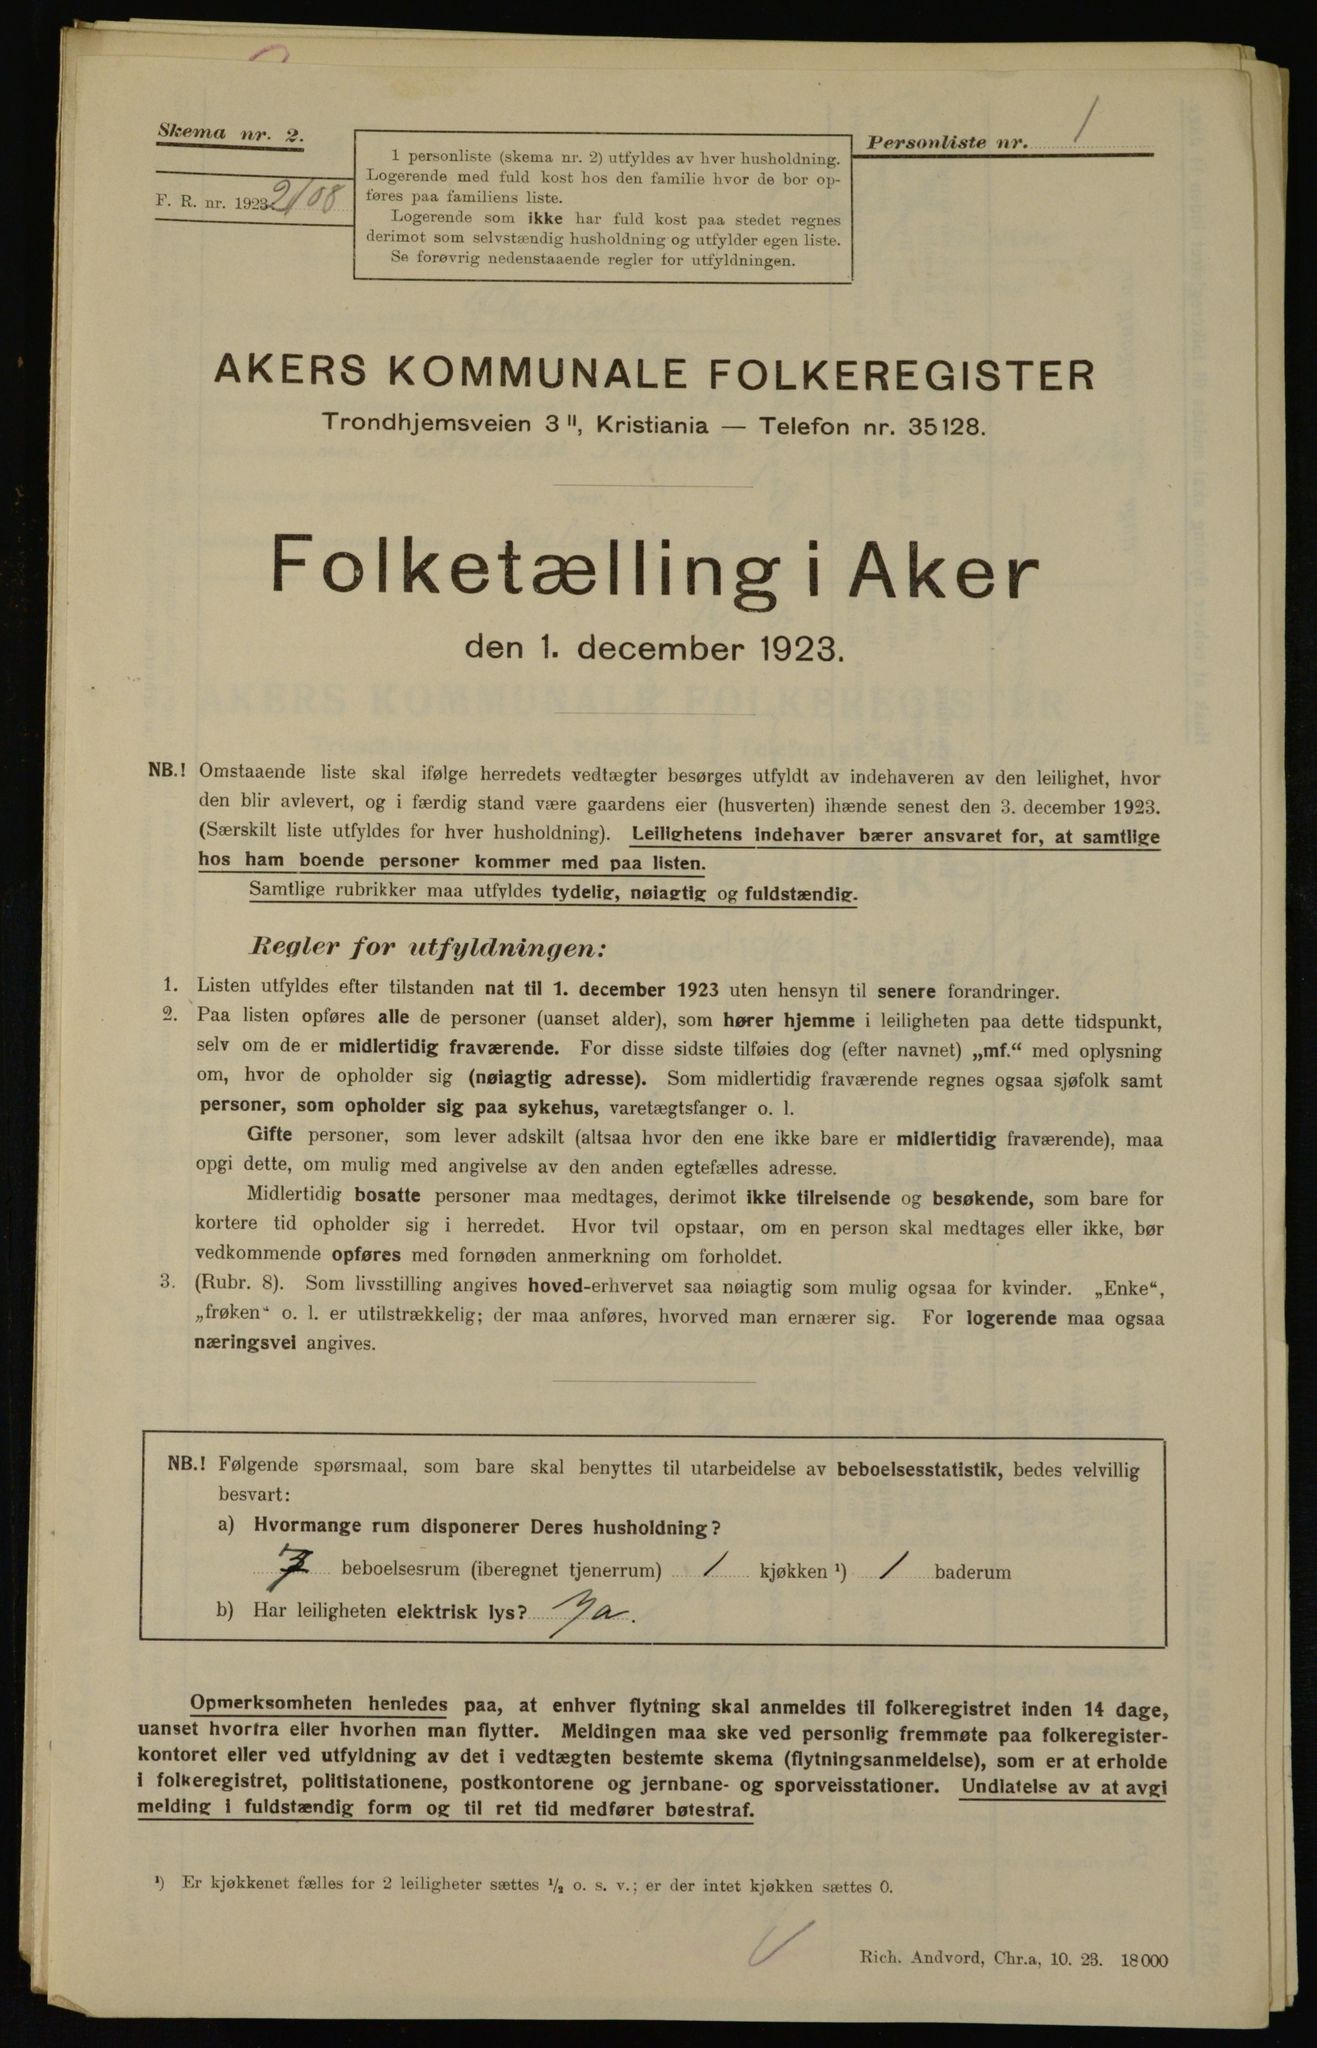 Skema nr. 2.
F. R. nr. 1923 2108
1 personliste (skema nr. 2) utfyldes av hver husholdning.
Logerende med fuld kost hos den familie hvor de bor op-
føres paa familiens liste.
Logerende som ikke har fuld kost paa stedet regnes
derimot som selvstændig husholdning og utfylder egen liste.
Se forøvrig nedenstaaende regler for utfyldningen.
Personliste nr. 1
AKERS KOMMUNALE FOLKEREGISTER
Trondhjemsveien 3 II, Kristiania — Telefon nr. 35128.
Folketælling i Aker
den 1. december 1923.
NB.! Omstaaende liste skal ifølge herredets vedtægter besørges utfyldt av indehaveren av den leilighet, hvor
den blir avlevert, og i færdig stand være gaardens eier (husverten) ihænde senest den 3. december 1923.
(Særskilt liste utfyldes for hver husholdning). Leilighetens indehaver bærer ansvaret for, at samtlige
hos ham boende personer kommer med paa listen.
Samtlige rubrikker maa utfyldes tydelig, nøiagtig og fuldstændig.
Regler for utfyldningen:
1. Listen utfyldes efter tilstanden nat til 1. december 1923 uten hensyn til senere forandringer.
2. Paa listen opføres alle de personer (uanset alder), som hører hjemme i leiligheten paa dette tidspunkt,
selv om de er midlertidig fraværende. For disse sidste tilføies dog (efter navnet) „mf.“ med oplysning
om, hvor de opholder sig (nøiagtig adresse). Som midlertidig fraværende regnes ogsaa sjøfolk samt
personer, som opholder sig paa sykehus, varetægtsfanger o. l.
Gifte personer, som lever adskilt (altsaa hvor den ene ikke bare er midlertidig fraværende), maa
opgi dette, om mulig med angivelse av den anden egtefælles adresse.
Midlertidig bosatte personer maa medtages, derimot ikke tilreisende og besøkende, som bare for
kortere tid opholder sig i herredet. Hvor tvil opstaar, om en person skal medtages eller ikke, bør
vedkommende opføres med fornøden anmerkning om forholdet.
3. (Rubr. 8). Som livsstilling angives hoved-erhvervet saa nøiagtig som mulig ogsaa for kvinder. „Enke“,
„frøken“ o. l. er utilstrækkelig; der maa anføres, hvorved man ernærer sig. For logerende maa ogsaa
næringsvei angives.
NB.! Følgende spørsmaal, som bare skal benyttes til utarbeidelse av beboelsesstatistik, bedes velvillig
besvart:
a) Hvormange rum disponerer Deres husholdning?
7 beboelsesrum (iberegnet tjenerrum) 1 kjøkken ¹) 1 baderum
b) Har leiligheten elektrisk lys? Ja.
Opmerksomheten henledes paa, at enhver flytning skal anmeldes til folkeregistret inden 14 dage,
uanset hvorfra eller hvorhen man flytter. Meldingen maa ske ved personlig fremmøte paa folkeregister-
kontoret eller ved utfyldning av det i vedtægten bestemte skema (flytningsanmeldelse), som er at erholde
i folkeregistret, politistationene, postkontorene og jernbane- og sporveisstationer. Undlatelse av at avgi
melding i fuldstændig form og til ret tid medfører bøtestraf.
¹) Er kjøkkenet fælles for 2 leiligheter sættes ½ o. s. v.; er der intet kjøkken sættes 0.
Rich. Andvord, Chr.a, 10. 23. 18000